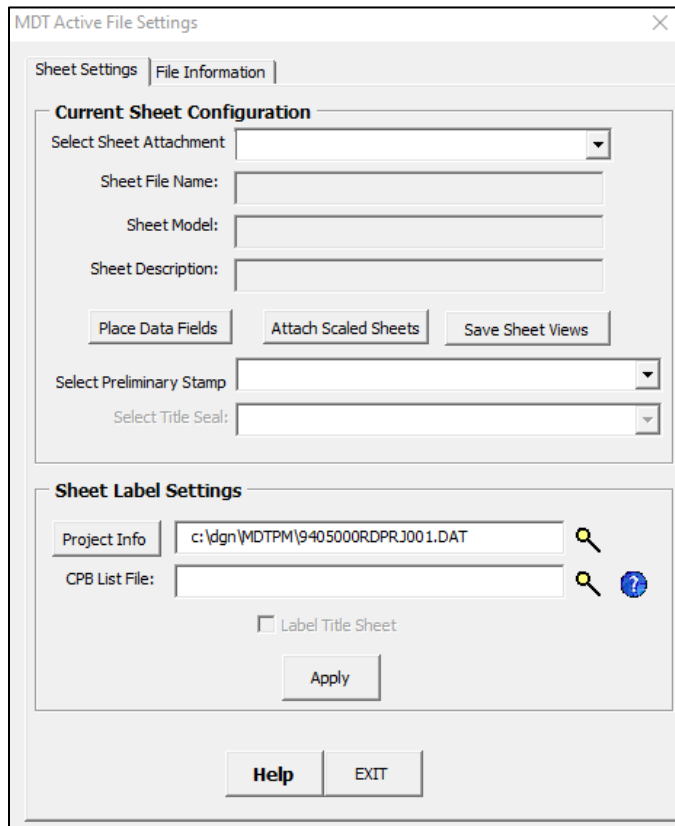 MDT Active File Settings
Sheet Settings File Information
Current Sheet Configuration
Select Sheet Attachment
Sheet File Name:
Sheet Model:
Sheet Description:
Place Data Fields Attach Scaled Sheets Save Sheet Views
Select Preliminary Stamp
Select Title Seal:
Sheet Label Settings
Project Info c:\dgn\MDTPM\9405000RDPRJ001.DAT
CPB List File:
?
Label Title Sheet
Apply
Help EXIT